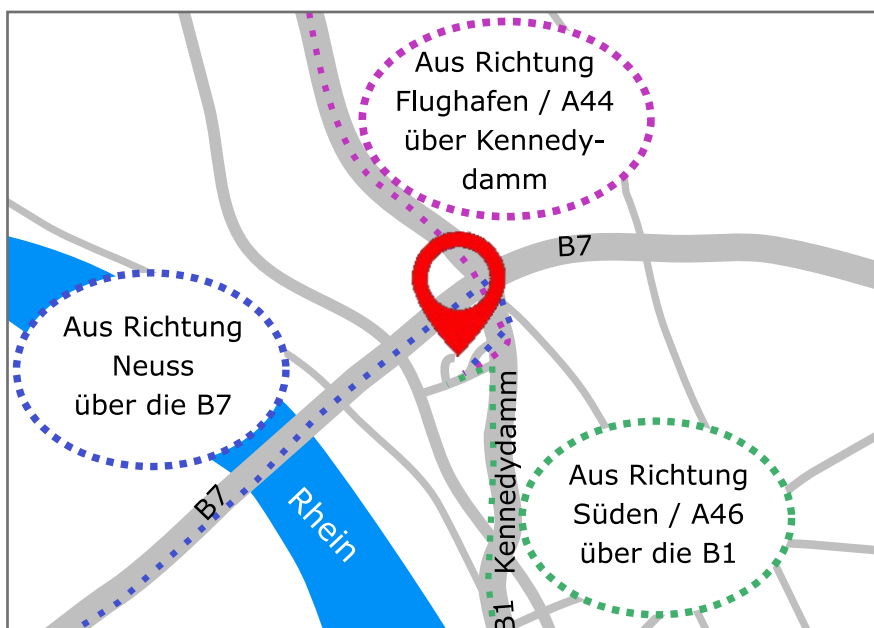 Aus Richtung
Flughafen / A44
über Kennedy-
damm
B7
Aus Richtung
Neuss
über die B7
B7
Rhein
Kennedydamm
B1
Aus Richtung
Süden / A46
über die B1